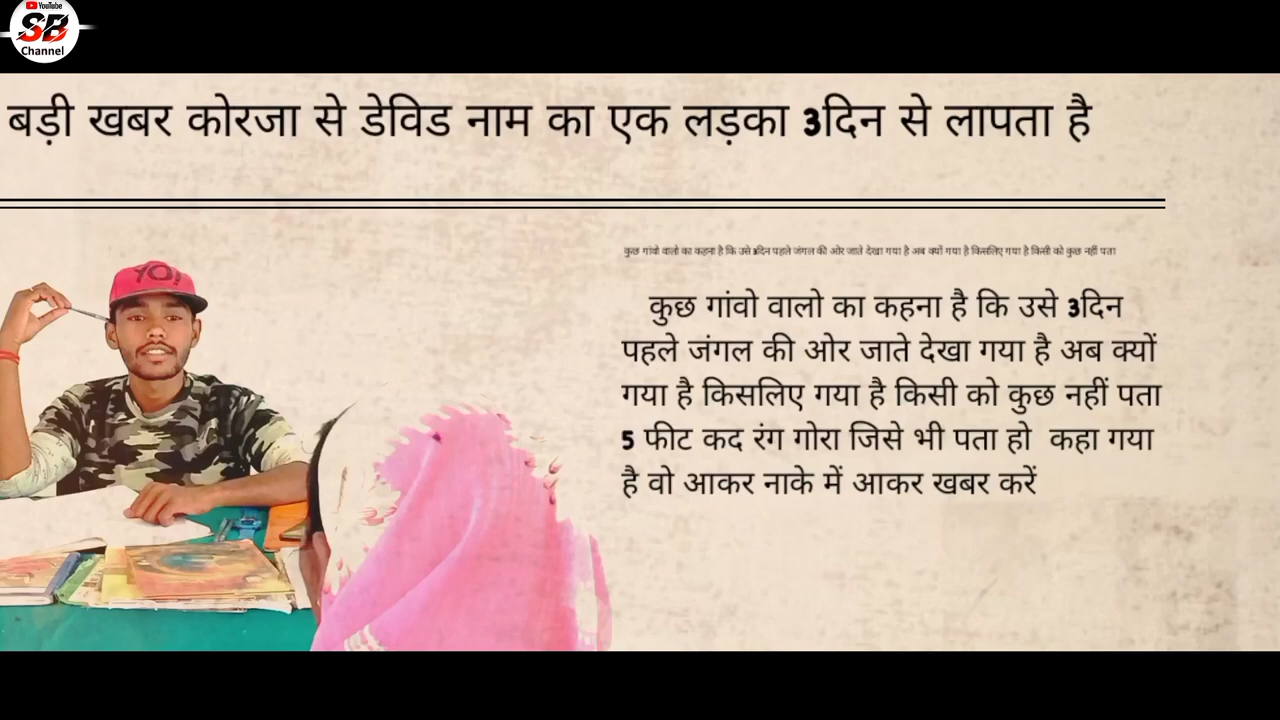 YouTube
SB
Channel
बड़ी खबर कोरजा से डेविड नाम का एक लड़का 3दिन से लापता है
YO!
कुछ गांवो वालो का कहना है कि उसे 3दिन पहले जंगल की ओर जाते देखा गया है अब क्यों गया है किसलिए गया है किसी को कुछ नहीं पता
कुछ गांवो वालो का कहना है कि उसे 3दिन
पहले जंगल की ओर जाते देखा गया है अब क्यों
गया है किसलिए गया है किसी को कुछ नहीं पता
5 फीट कद रंग गोरा जिसे भी पता हो कहा गया
है वो आकर नाके में आकर खबर करें